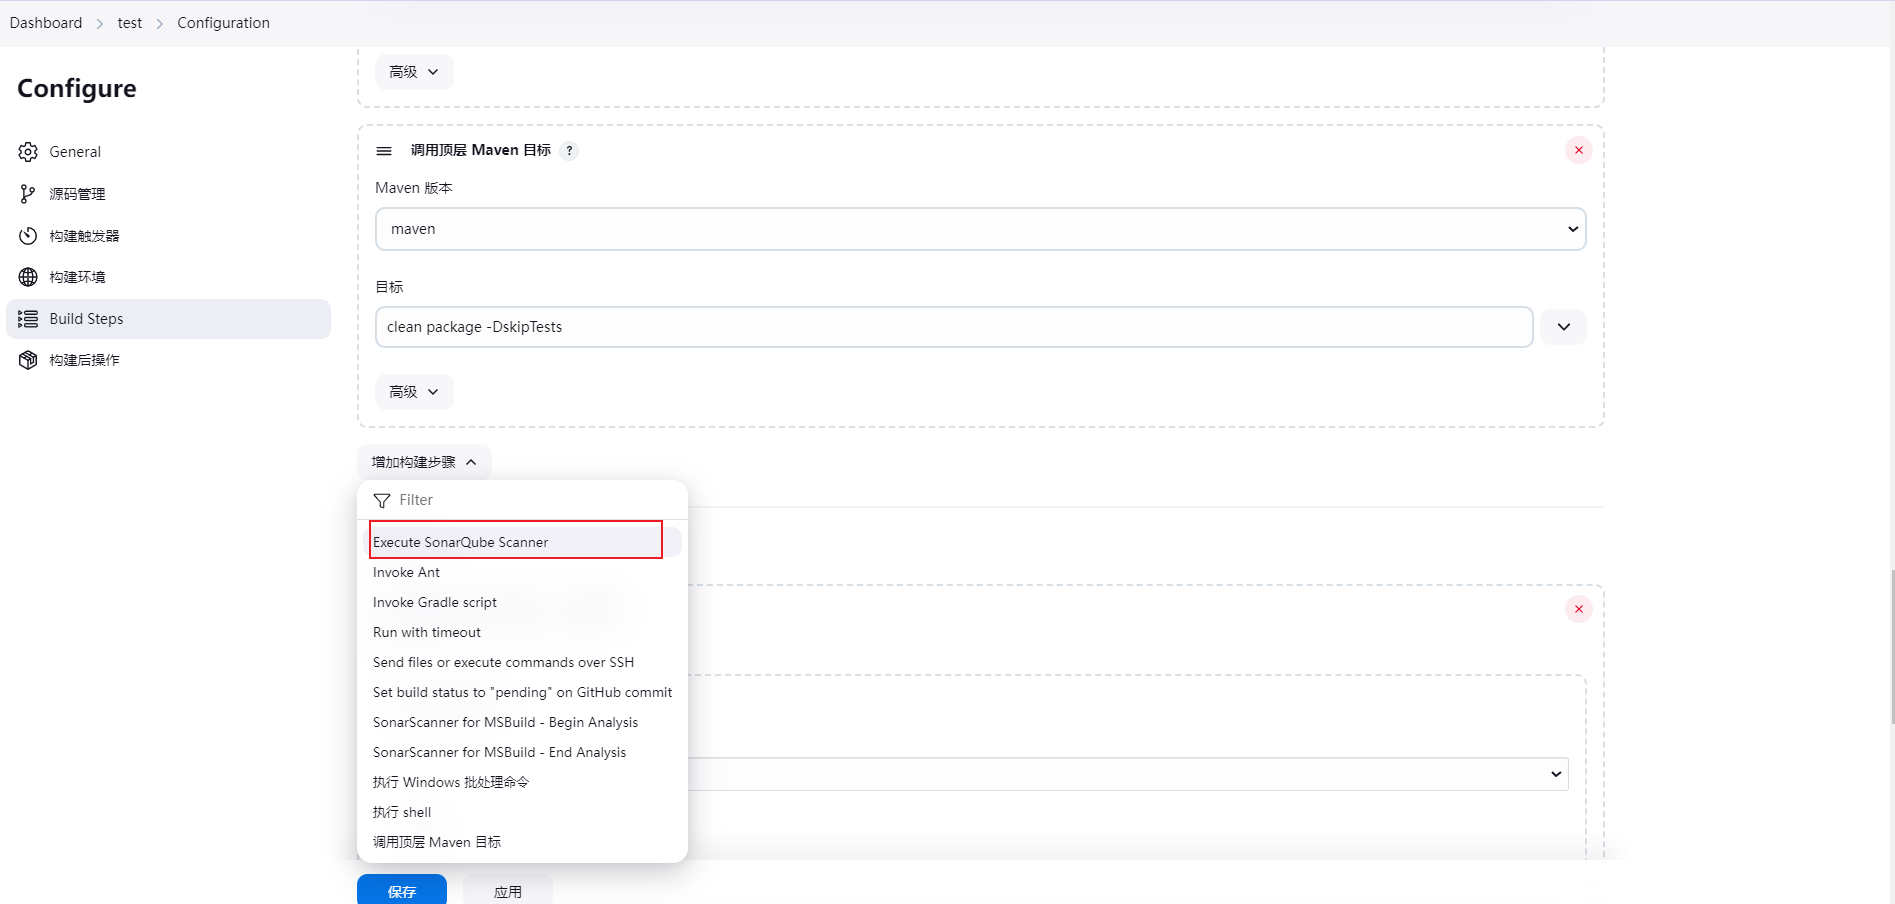 Dashboard > test > Configuration
Configure
General
源码管理
构建触发器
构建环境
Build Steps
构建后操作
高级
调用顶层 Maven 目标 ?
Maven 版本
maven
目标
clean package -DskipTests
高级
增加构建步骤
Filter
Execute SonarQube Scanner
Invoke Ant
Invoke Gradle script
Run with timeout
Send files or execute commands over SSH
Set build status to "pending" on GitHub commit
SonarScanner for MSBuild - Begin Analysis
SonarScanner for MSBuild - End Analysis
执行 Windows 批处理命令
执行 shell
调用顶层 Maven 目标
保存
应用